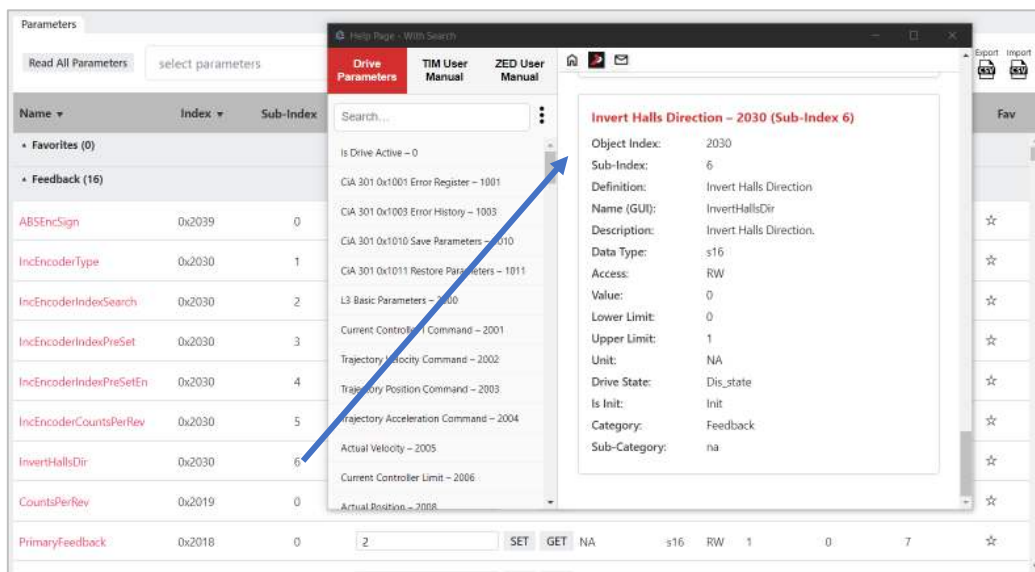 Parameters
Read All Parameters
select parameters
Export Import
CSV CSV
Name Index Sub-Index Fav
Favorites (0)
Feedback (16)
ABSEncSign 0x2039 0
IncEncoderType 0x2030 1
IncEncoderIndexSearch 0x2030 2
IncEncoderIndexPreSet 0x2030 3
IncEncoderIndexPreSetEn 0x2030 4
IncEncoderCountsPerRev 0x2030 5
InvertHallsDir 0x2030 6
CountsPerRev 0x2019 0
PrimaryFeedback 0x2018 0 2 SET GET NA s16 RW 1 0 7
Help Page - With Search
Drive Parameters
TIM User Manual
ZED User Manual
Search...
Is Drive Active – 0
CiA 301 0x1001 Error Register – 1001
CiA 301 0x1003 Error History – 1003
CiA 301 0x1010 Save Parameters – 1010
CiA 301 0x1011 Restore Parameters – 1011
L3 Basic Parameters – 2000
Current Controller I Command – 2001
Trajectory Velocity Command – 2002
Trajectory Position Command – 2003
Trajectory Acceleration Command – 2004
Actual Velocity – 2005
Current Controller Limit – 2006
Actual Position – 2008
Invert Halls Direction – 2030 (Sub-Index 6)
Object Index: 2030
Sub-Index: 6
Definition: Invert Halls Direction
Name (GUI): InvertHallsDir
Description: Invert Halls Direction.
Data Type: s16
Access: RW
Value: 0
Lower Limit: 0
Upper Limit: 1
Unit: NA
Drive State: Dis_state
Is Init: Init
Category: Feedback
Sub-Category: na